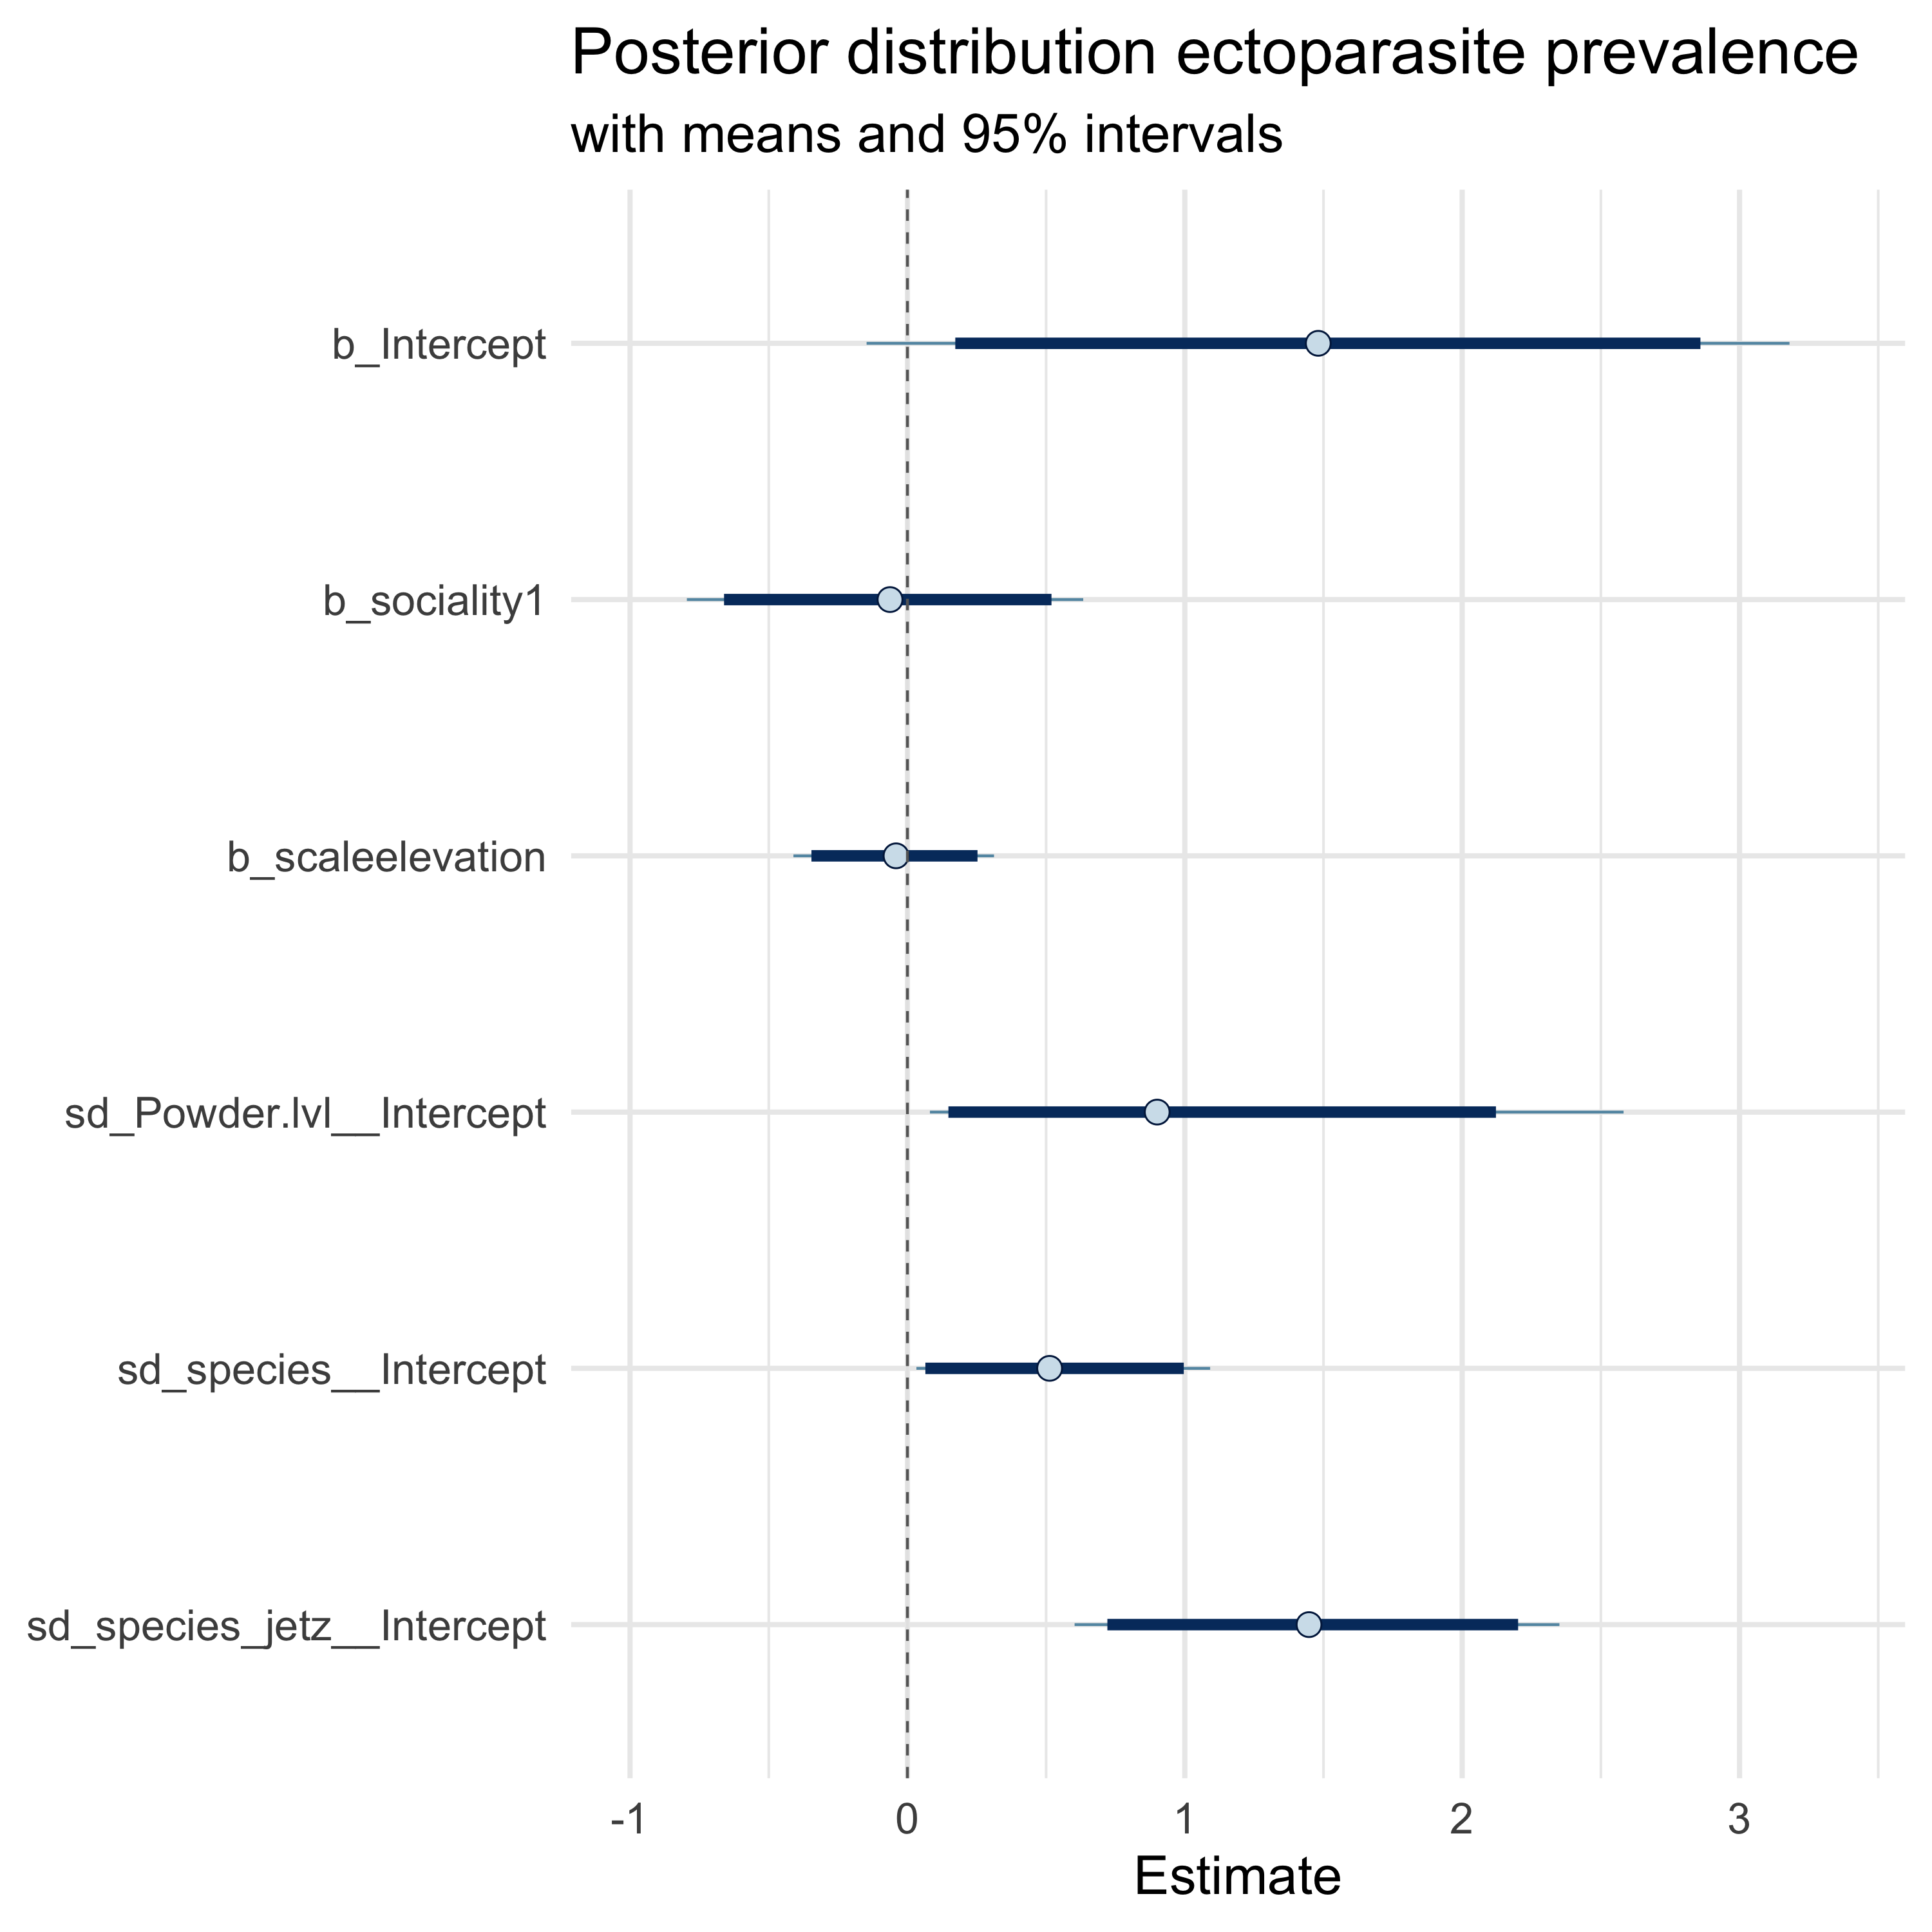 Posterior distribution ectoparasite prevalence
with means and 95% intervals
b_Intercept
b_sociality1
b_scaleelevation
sd_Powder.lvl__Intercept
sd_species__Intercept
sd_species_jetz__Intercept
-1 0 1 2 3
Estimate